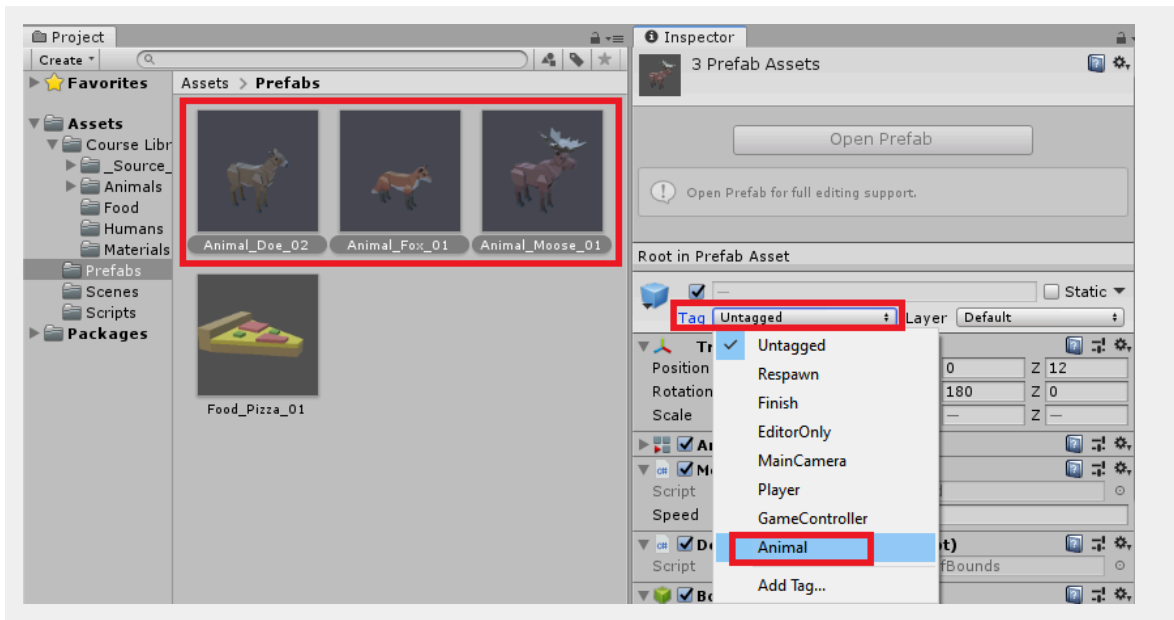 Project
Create
Favorites
Assets > Prefabs
Assets
Course Libr
_Source_
Animals
Food
Humans
Materials
Prefabs
Scenes
Scripts
Packages
Animal_Doe_02
Animal_Fox_01
Animal_Moose_01
Food_Pizza_01
Inspector
3 Prefab Assets
Open Prefab
Open Prefab for full editing support.
Root in Prefab Asset
— Static
Tag Untagged Layer Default
Tr
Position 0 Z 12
Rotation 180 Z 0
Scale — Z —
Untagged
Respawn
Finish
EditorOnly
MainCamera
Player
GameController
Animal
Add Tag...
Script
Speed
t)
Script fBounds